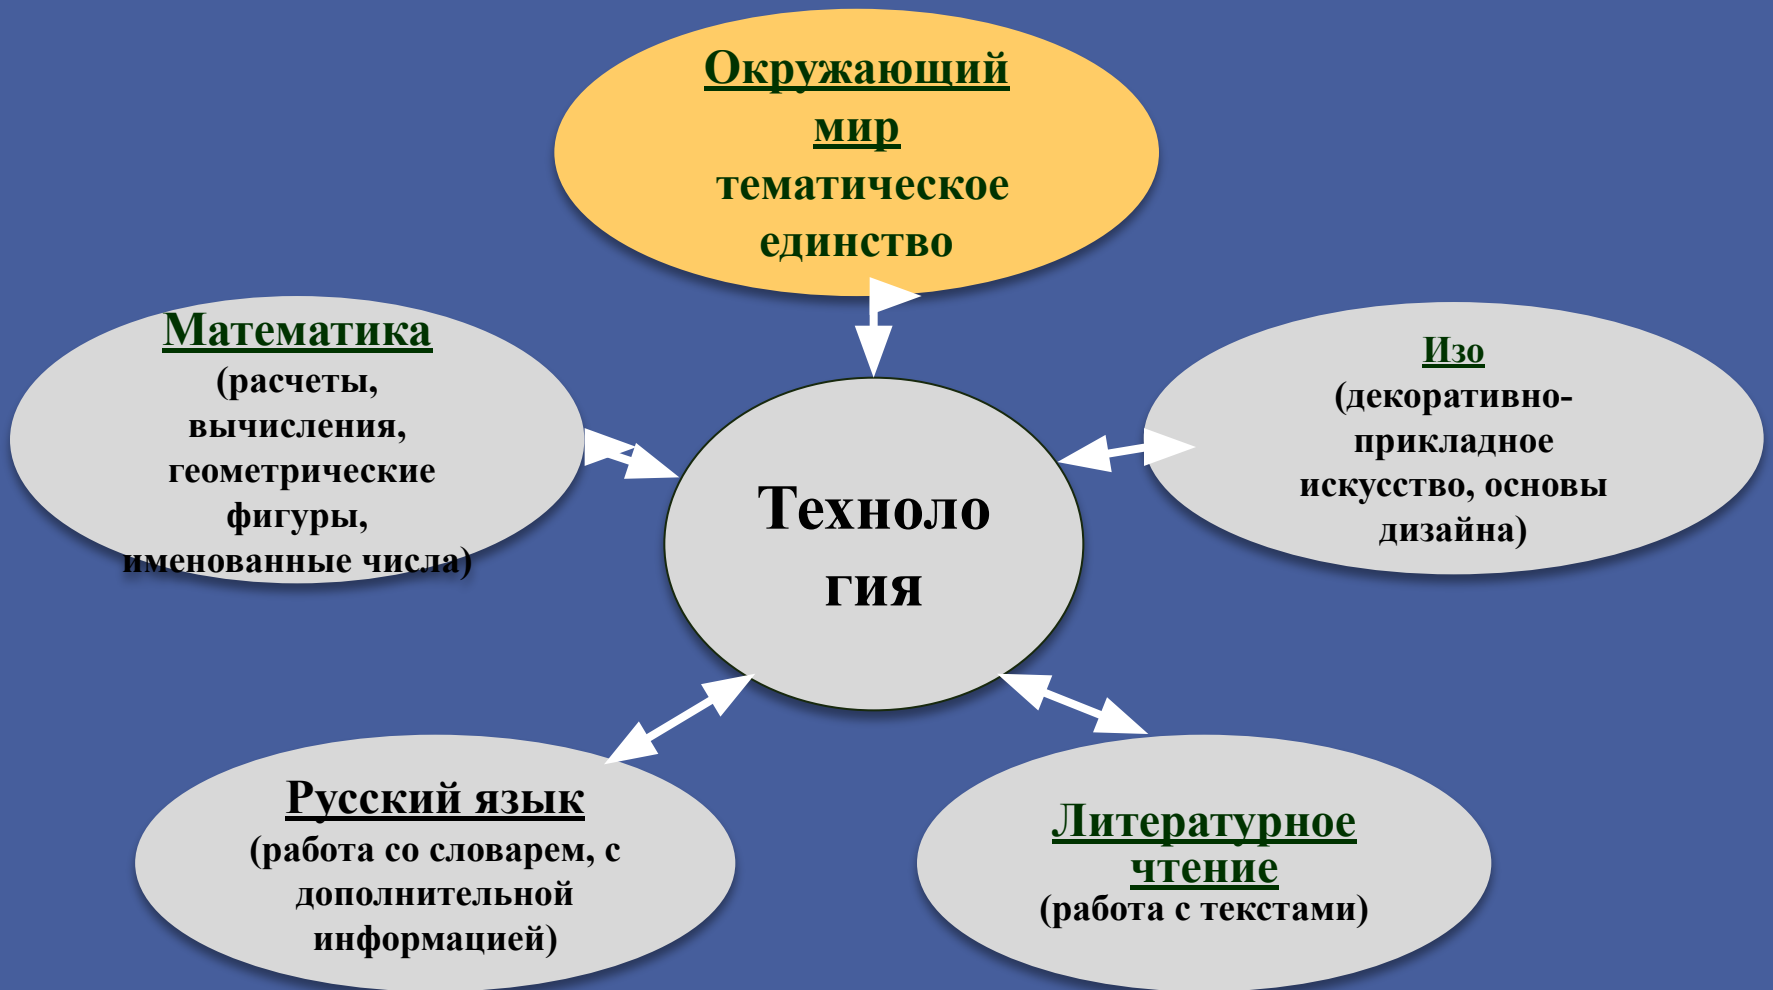 Окружающий
мир
тематическое
единство
Математика
(расчеты,
вычисления,
геометрические
фигуры,
именованные числа)
Изо
(декоративно-
прикладное
искусство, основы
дизайна)
Техноло
гия
Русский язык
(работа со словарем, с
дополнительной
информацией)
Литературное
чтение
(работа с текстами)